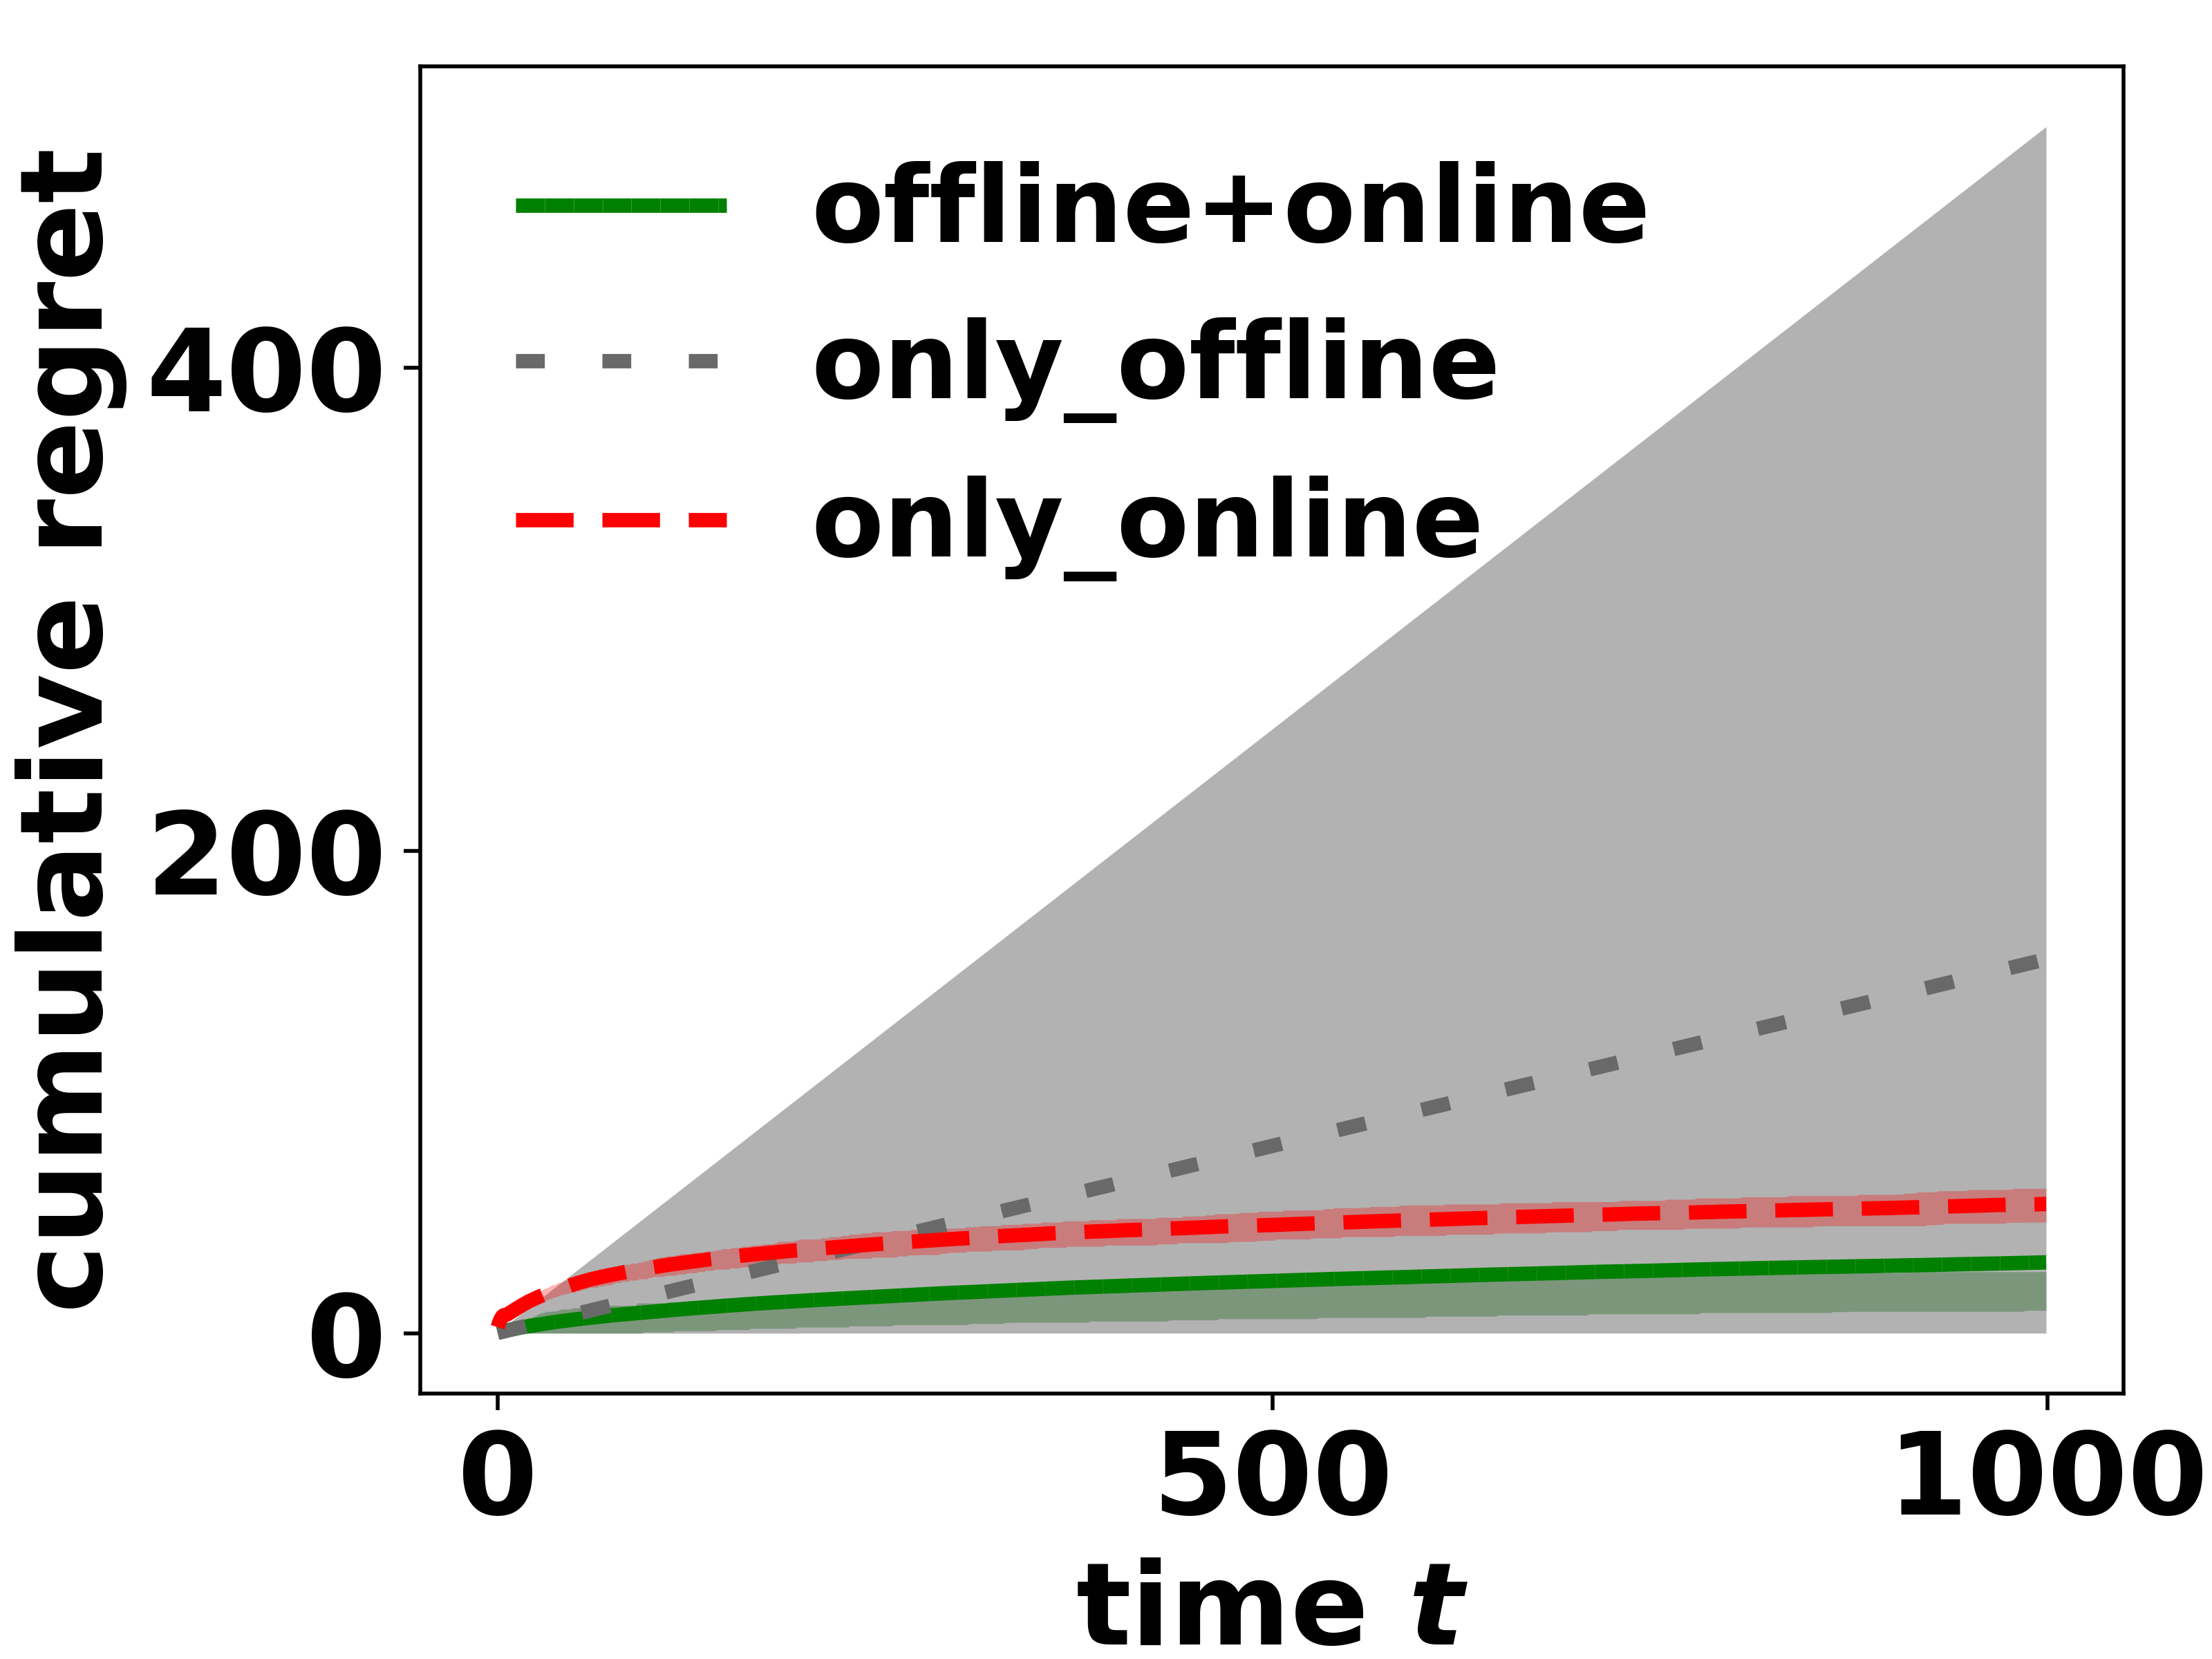 cumulative regret
400
200
0
offline+online
only_offline
only_online
0 500 1000
time t